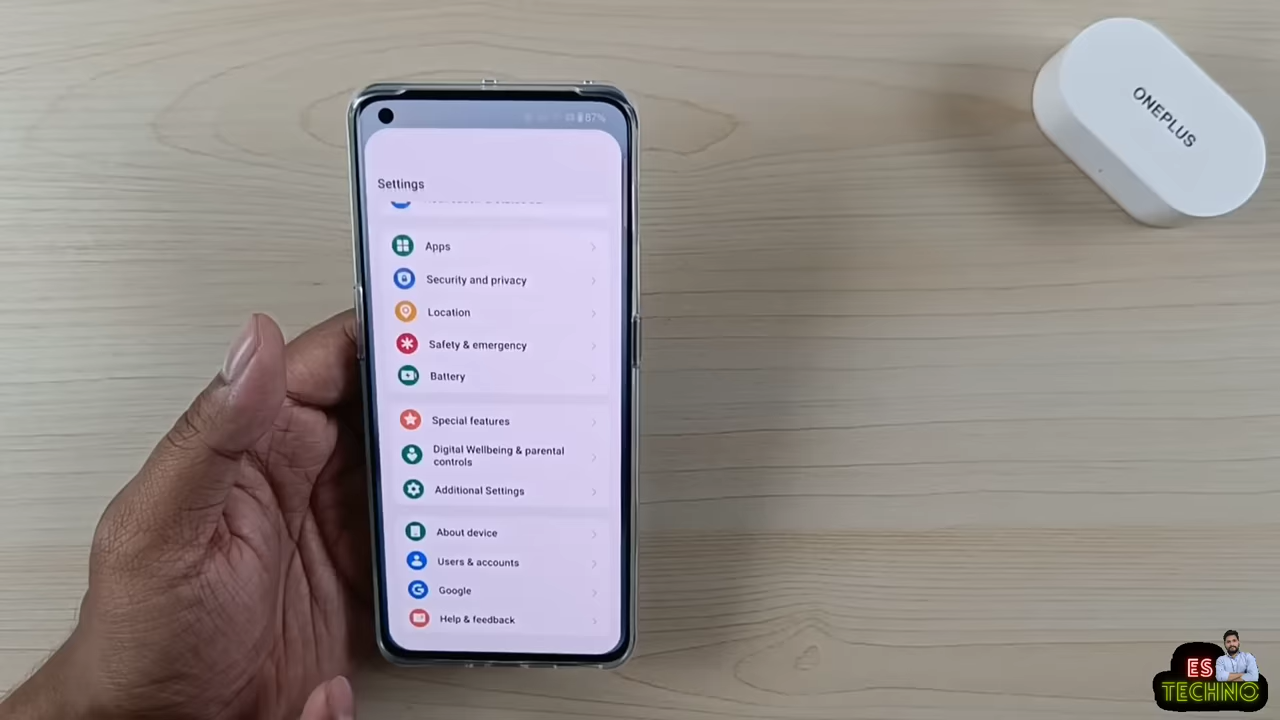 87%
ONEPLUS
Settings
Apps
Security and privacy
Location
Safety & emergency
Battery
Special features
Digital Wellbeing & parental
controls
Additional Settings
About device
Users & accounts
Google
Help & feedback
ES
TECHNO